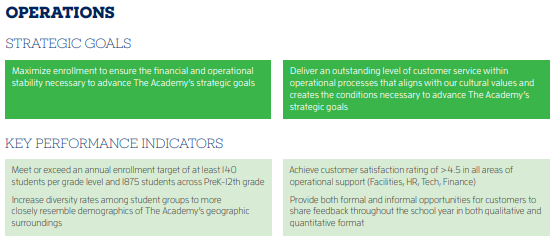 OPERATIONS
STRATEGIC GOALS
Maximize enrollment to ensure the financial and operational
stability necessary to advance The Academy's strategic goals
Deliver an outstanding level of customer service within
operational processes that aligns with our cultural values and
creates the conditions necessary to advance The Academy's
strategic goals
KEY PERFORMANCE INDICATORS
Meet or exceed an annual enrollment target of at least 140
students per grade level and 1875 students across PreK-12th grade
Increase diversity rates among student groups to more
closely resemble demographics of The Academy's geographic
surroundings
Achieve customer satisfaction rating of >4.5 in all areas of
operational support (Facilities, HR, Tech, Finance)
Provide both formal and informal opportunities for customers to
share feedback throughout the school year in both qualitative and
quantitative format